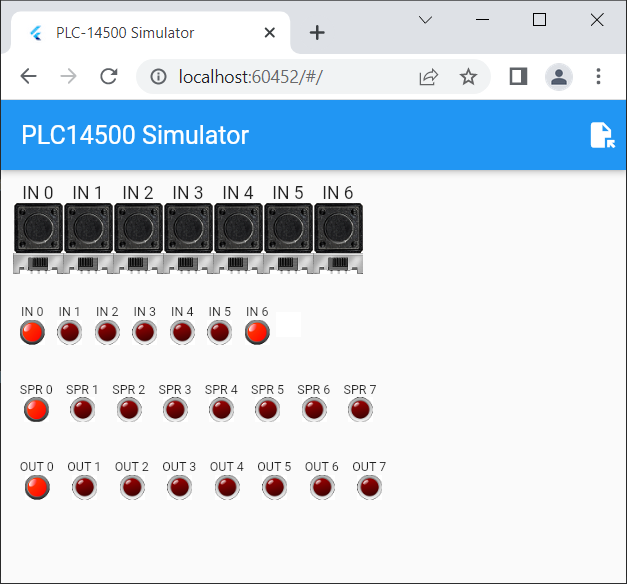 PLC-14500 Simulator
localhost:60452/#/
PLC14500 Simulator
IN 0 IN 1 IN 2 IN 3 IN 4 IN 5 IN 6
IN 0 IN 1 IN 2 IN 3 IN 4 IN 5 IN 6
SPR 0 SPR 1 SPR 2 SPR 3 SPR 4 SPR 5 SPR 6 SPR 7
OUT 0 OUT 1 OUT 2 OUT 3 OUT 4 OUT 5 OUT 6 OUT 7